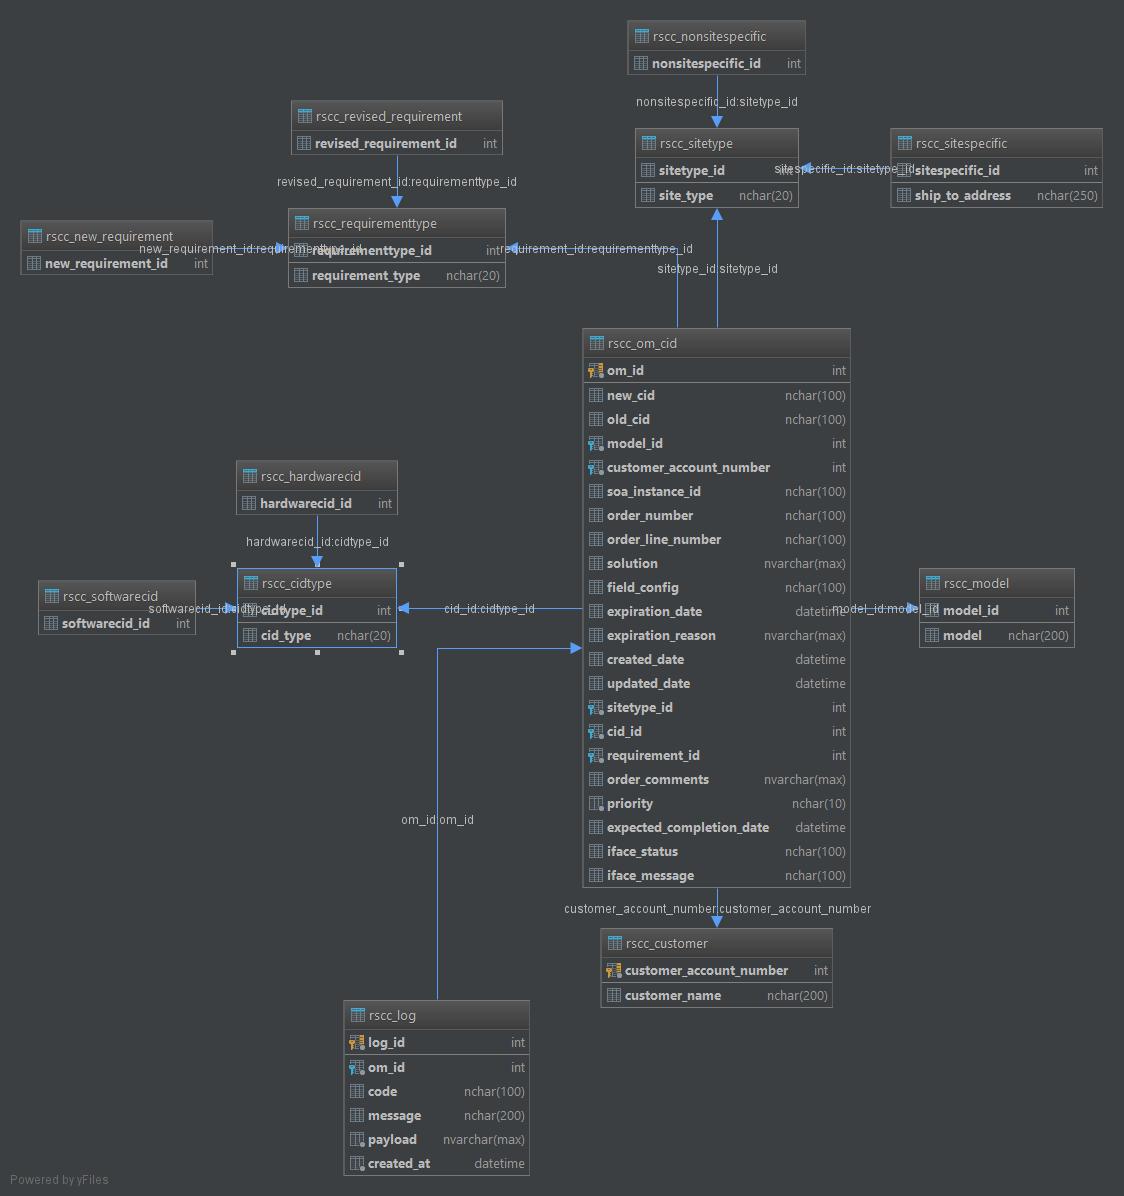 rscc_nonsitespecific
nonsitespecific_id int
nonsitespecific_id:sitetype_id
rscc_revised_requirement
revised_requirement_id int
revised_requirement_id:requirementtype_id
rscc_sitetype
sitetype_id int
site_type nchar(20)
sitespecific_id:sitetype_id
rscc_sitespecific
sitespecific_id int
ship_to_address nchar(250)
rscc_new_requirement
new_requirement_id int
new_requirement_id:requirementtype_id
rscc_requirementtype
requirementtype_id int
requirement_type nchar(20)
requirement_id:requirementtype_id
sitetype_id:sitetype_id
rscc_om_cid
om_id int
new_cid nchar(100)
old_cid nchar(100)
model_id int
customer_account_number int
soa_instance_id nchar(100)
order_number nchar(100)
order_line_number nchar(100)
solution nvarchar(max)
field_config nchar(100)
expiration_date datetime
expiration_reason nvarchar(max)
created_date datetime
updated_date datetime
sitetype_id int
cid_id int
requirement_id int
order_comments nvarchar(max)
priority nchar(10)
expected_completion_date datetime
iface_status nchar(100)
iface_message nchar(100)
rscc_hardwarecid
hardwarecid_id int
hardwarecid_id:cidtype_id
rscc_softwarecid
softwarecid_id int
softwarecid_id:cidtype_id
rscc_cidtype
cidtype_id int
cid_type nchar(20)
cid_id:cidtype_id
model_id:model_id
rscc_model
model_id int
model nchar(200)
om_id:om_id
customer_account_number:customer_account_number
rscc_customer
customer_account_number int
customer_name nchar(200)
rscc_log
log_id int
om_id int
code nchar(100)
message nchar(200)
payload nvarchar(max)
created_at datetime
Powered by yFiles